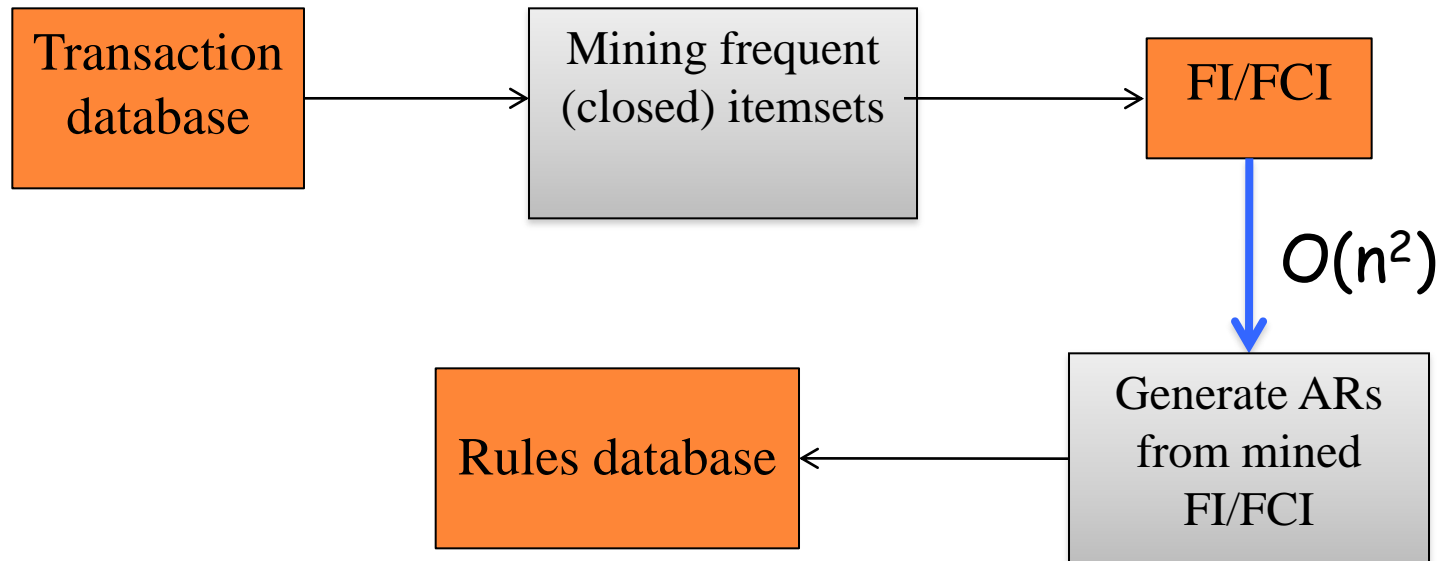 Transaction
database
Mining frequent
(closed) itemsets
FI/FCI
O(n²)
Generate ARs
from mined
FI/FCI
Rules database